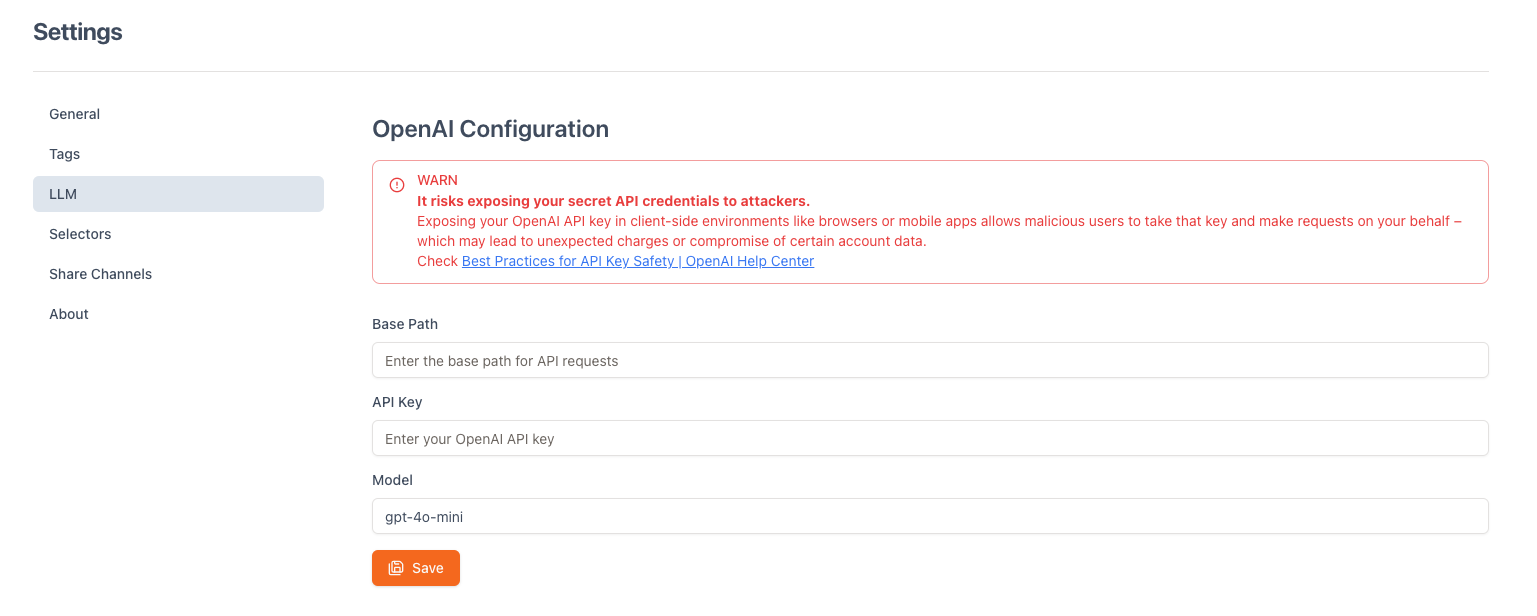 Settings
General
Tags
LLM
Selectors
Share Channels
About
OpenAI Configuration
WARN
It risks exposing your secret API credentials to attackers.
Exposing your OpenAI API key in client-side environments like browsers or mobile apps allows malicious users to take that key and make requests on your behalf –
which may lead to unexpected charges or compromise of certain account data.
Check Best Practices for API Key Safety | OpenAI Help Center
Base Path
Enter the base path for API requests
API Key
Enter your OpenAI API key
Model
gpt-4o-mini
Save